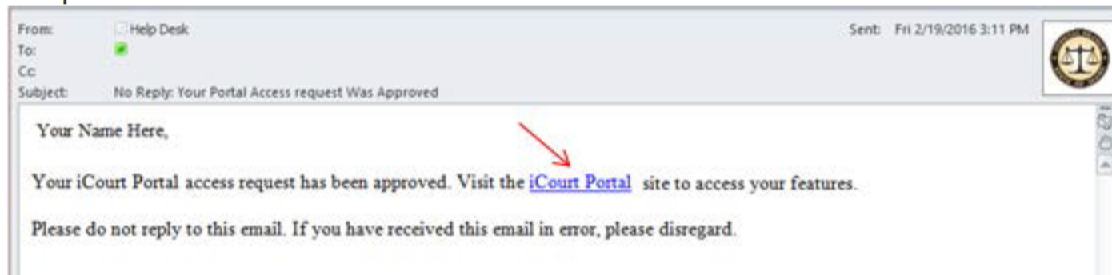 From: Help Desk Sent: Fri 2/19/2016 3:11 PM
To:
Cc
Subject: No Reply: Your Portal Access request Was Approved
Your Name Here,
Your iCourt Portal access request has been approved. Visit the iCourt Portal site to access your features.
Please do not reply to this email. If you have received this email in error, please disregard.